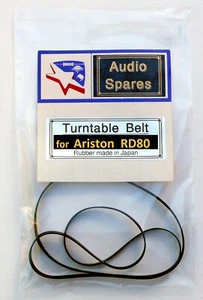 Audio
Spares
Turntable Belt
for Ariston RD80
Rubber made in Japan